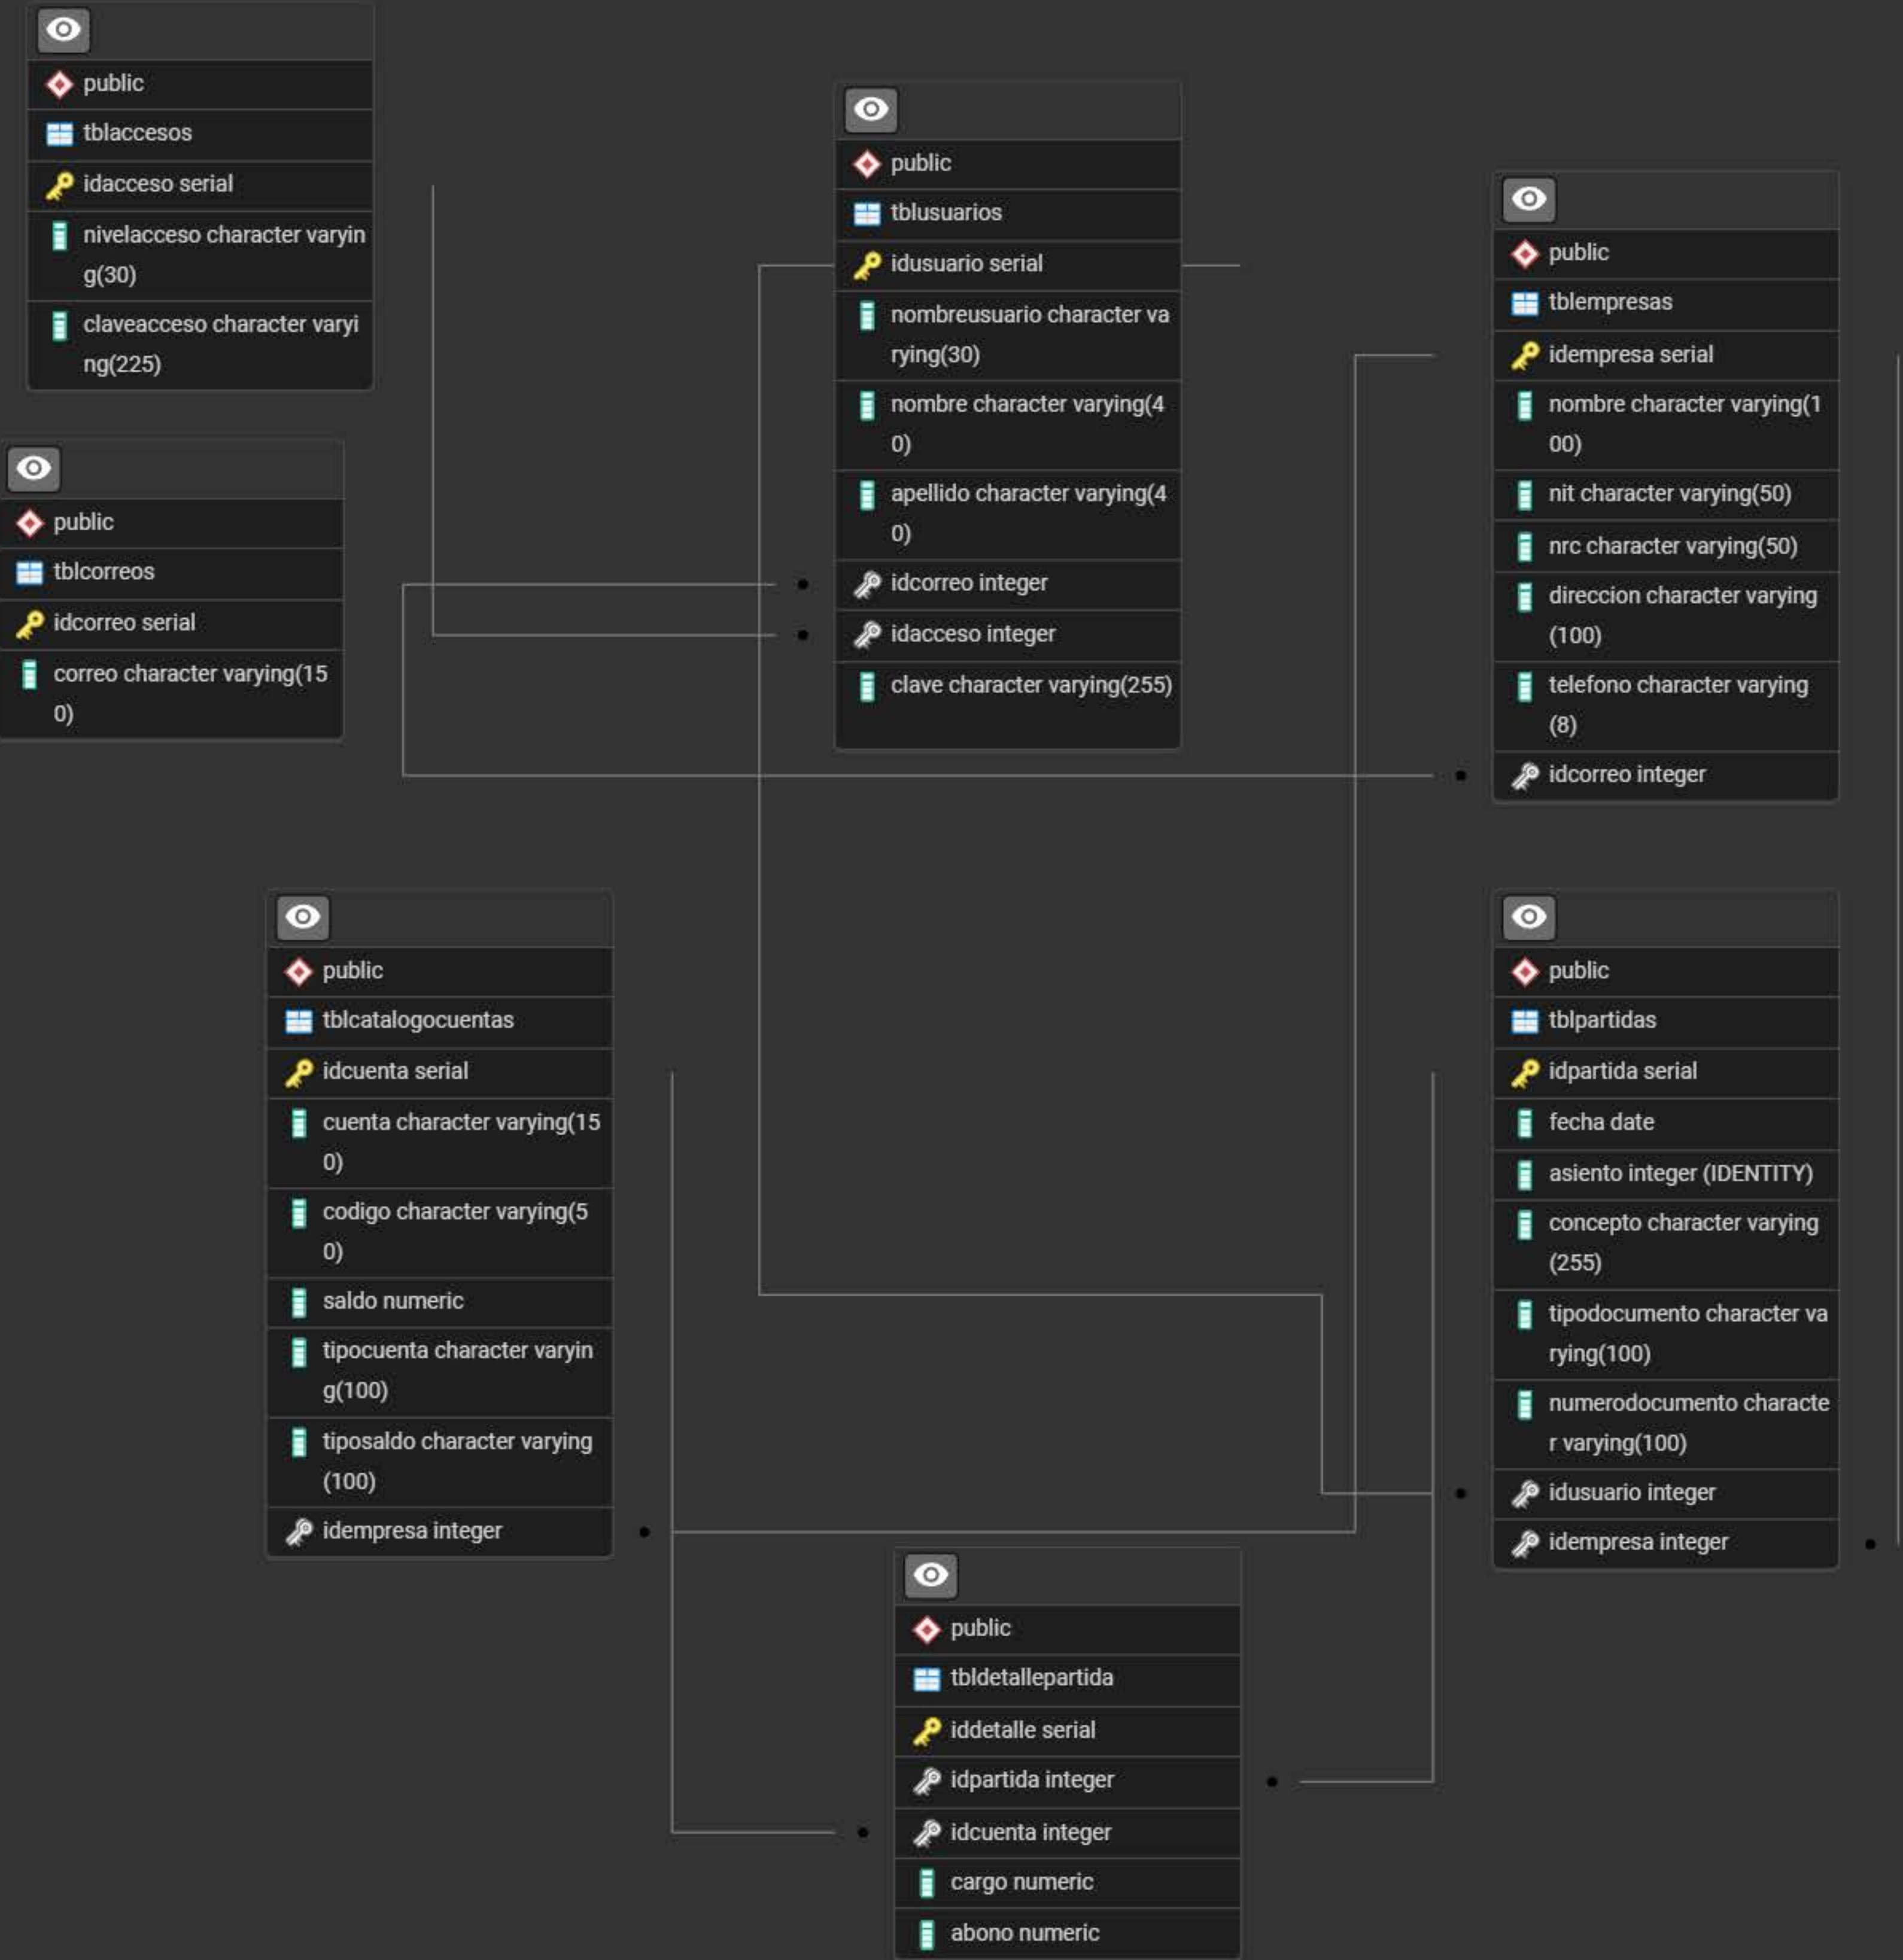 public
tblaccesos
idacceso serial
nivelacceso character varyin
g(30)
claveacceso character varyi
ng(225)
public
tblcorreos
idcorreo serial
correo character varying(15
0)
public
tblusuarios
idusuario serial
nombreusuario character va
rying(30)
nombre character varying(4
0)
apellido character varying(4
0)
idcorreo integer
idacceso integer
clave character varying(255)
public
tblempresas
idempresa serial
nombre character varying(1
00)
nit character varying(50)
nrc character varying(50)
direccion character varying
(100)
telefono character varying
(8)
idcorreo integer
public
tblcatalogocuentas
idcuenta serial
cuenta character varying(15
0)
codigo character varying(5
0)
saldo numeric
tipocuenta character varyin
g(100)
tiposaldo character varying
(100)
idempresa integer
public
tblpartidas
idpartida serial
fecha date
asiento integer (IDENTITY)
concepto character varying
(255)
tipodocumento character va
rying(100)
numerodocumento characte
r varying(100)
idusuario integer
idempresa integer
public
tbldetallepartida
iddetalle serial
idpartida integer
idcuenta integer
cargo numeric
abono numeric